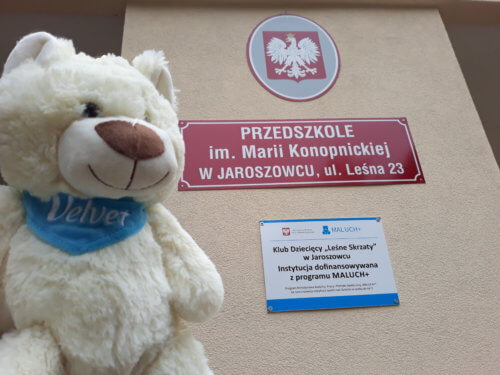 PRZEDSZKOLE
im. Marii Konopnickiej
W JAROSZOWCU, ul. Leśna 23
Velvet
MALUCH+
Klub Dziecięcy „Leśne Skrzaty"
w Jaroszowcu
Instytucja dofinansowywana
z programu MALUCH+